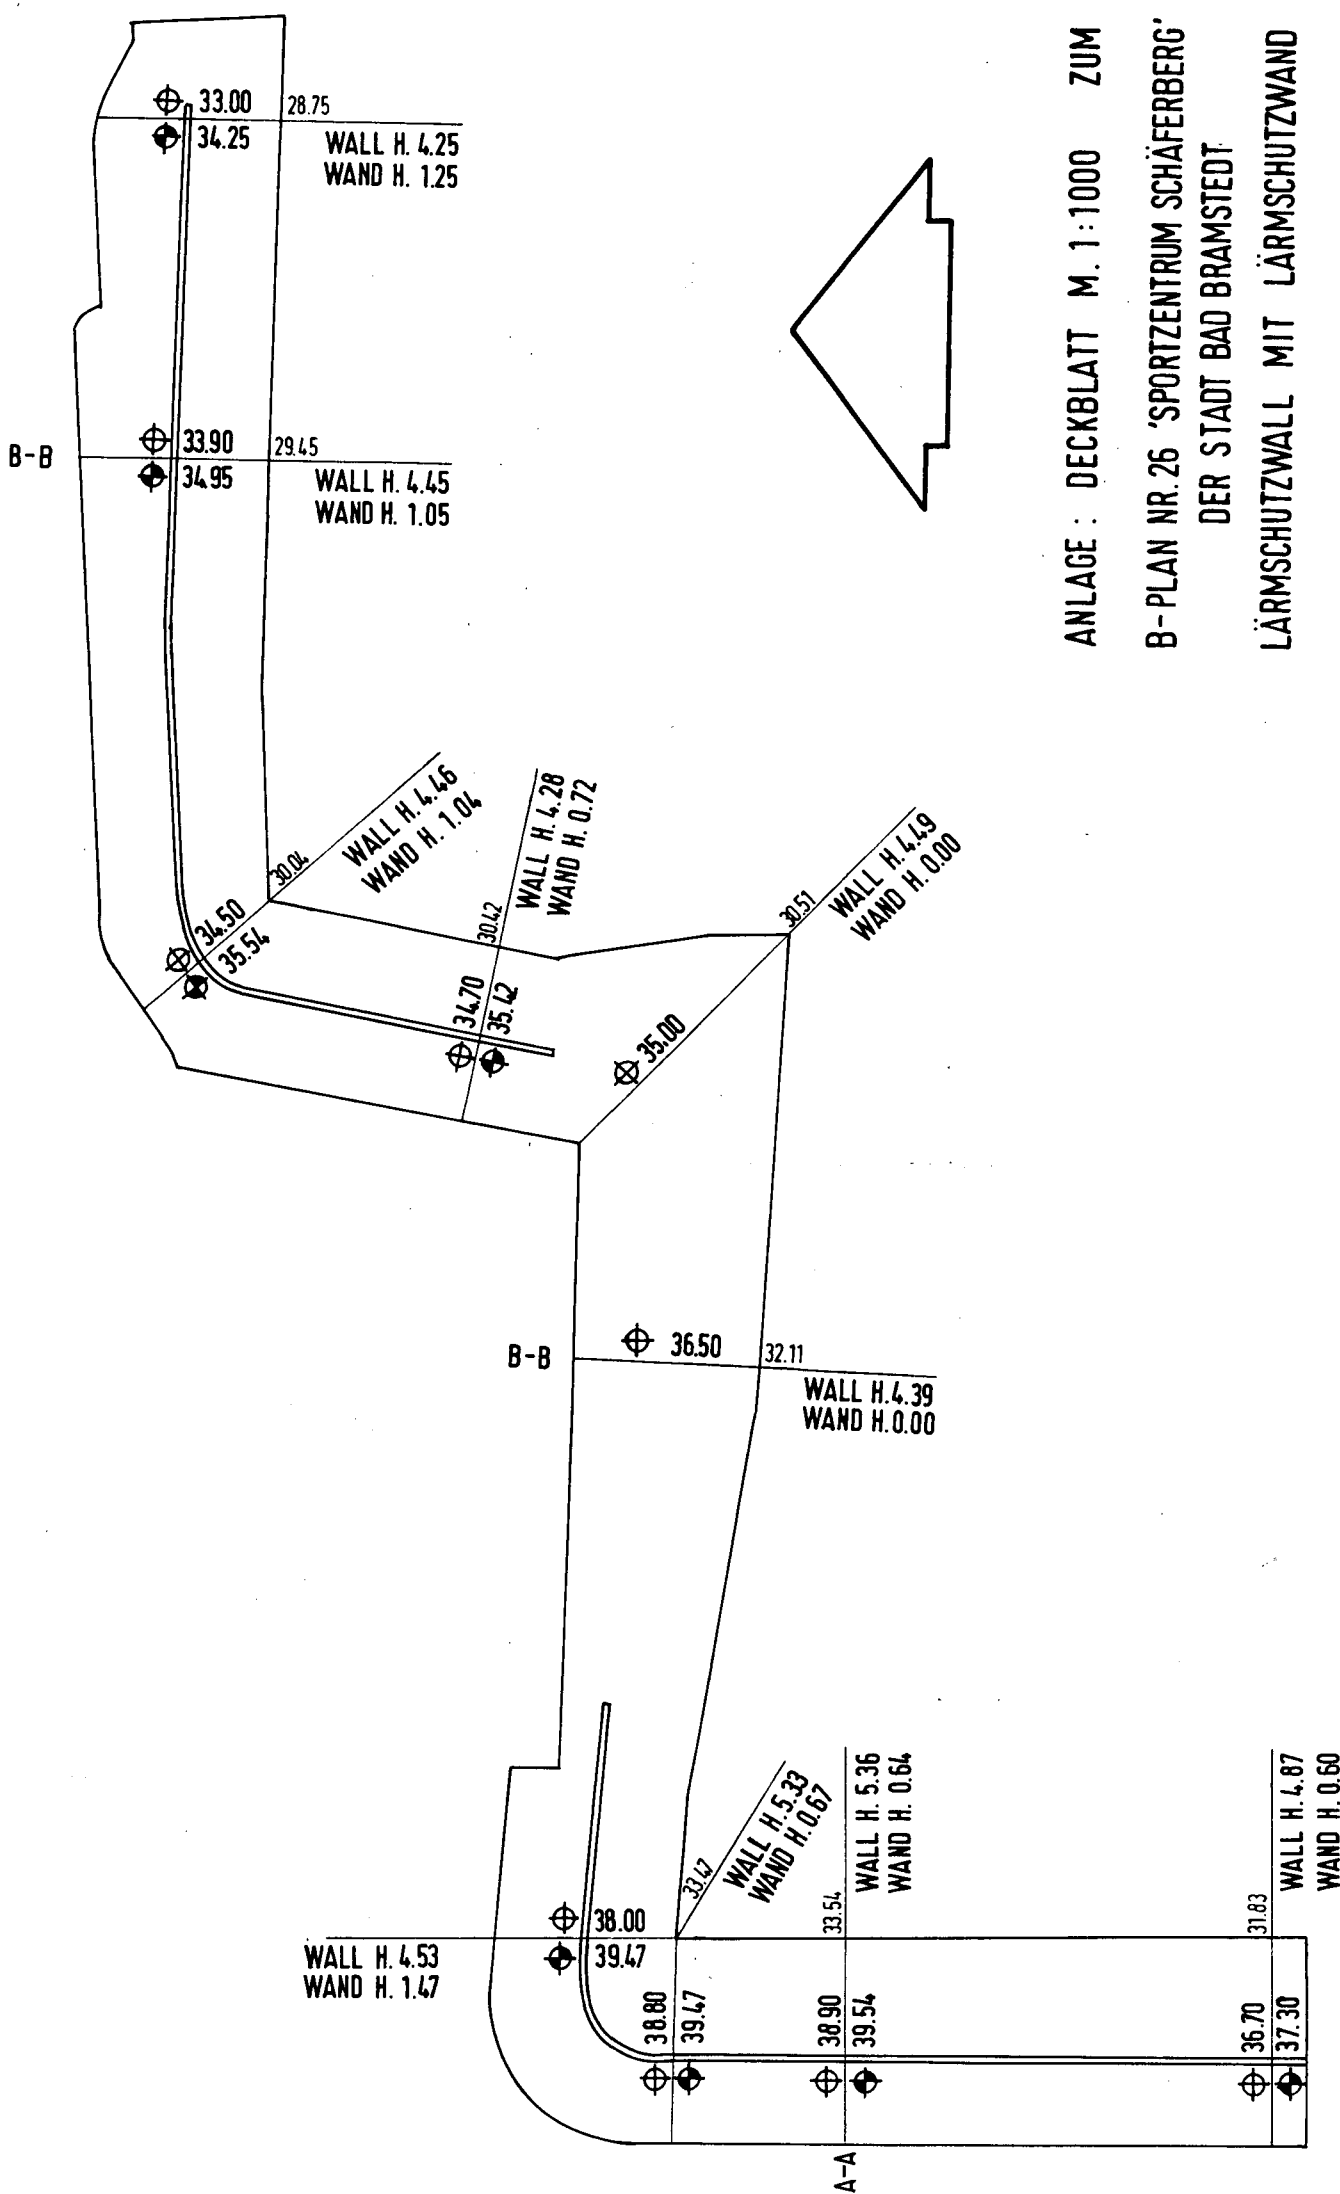 33.00
34.25
28.75
WALL H. 4.25
WAND H. 1.25
B-B
33.90
34.95
29.45
WALL H. 4.45
WAND H. 1.05
34.50
35.54
30.04
WALL H. 4.46
WAND H. 1.04
34.70
35.42
30.42
WALL H. 4.28
WAND H. 0.72
35.00
30.51
WALL H. 4.49
WAND H. 0.00
B-B
36.50
32.11
WALL H. 4.39
WAND H. 0.00
WALL H. 4.53
WAND H. 1.47
38.00
39.47
33.47
WALL H. 5.33
WAND H. 0.67
38.80
39.47
33.54
WALL H. 5.36
WAND H. 0.64
38.90
39.54
A-A
31.83
WALL H. 4.87
WAND H. 0.60
36.70
37.30
ANLAGE : DECKBLATT M. 1:1000 ZUM
B-PLAN NR. 26 'SPORTZENTRUM SCHÄFERBERG'
DER STADT BAD BRAMSTEDT
LÄRMSCHUTZWALL MIT LÄRMSCHUTZWAND